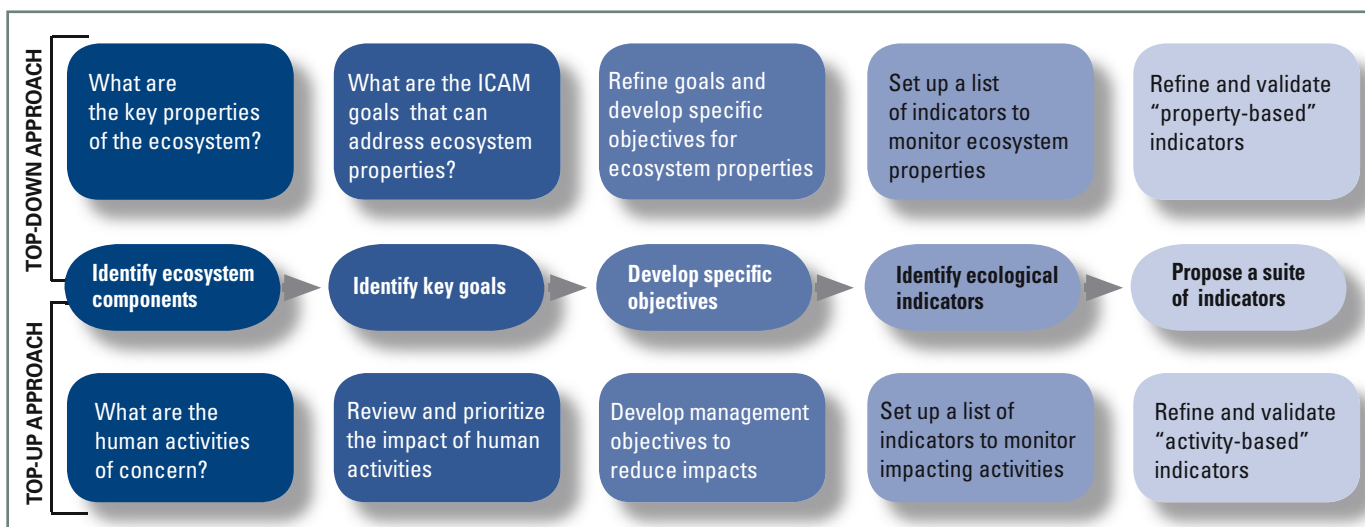 TOP-DOWN APPROACH
What are
the key properties
of the ecosystem?
What are the ICAM
goals that can
address ecosystem
properties?
Refine goals and
develop specific
objectives for
ecosystem properties
Set up a list
of indicators to
monitor ecosystem
properties
Refine and validate
“property-based”
indicators
Identify ecosystem
components
Identify key goals
Develop specific
objectives
Identify ecological
indicators
Propose a suite
of indicators
TOP-UP APPROACH
What are the
human activities
of concern?
Review and prioritize
the impact of human
activities
Develop management
objectives to
reduce impacts
Set up a list of
indicators to monitor
impacting activities
Refine and validate
“activity-based”
indicators